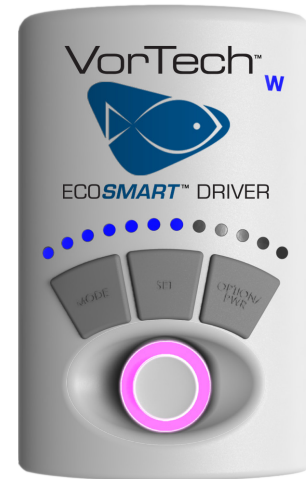 VorTech™
W
ECOSMART™ DRIVER
MODE
SET
OPTION/
PWR